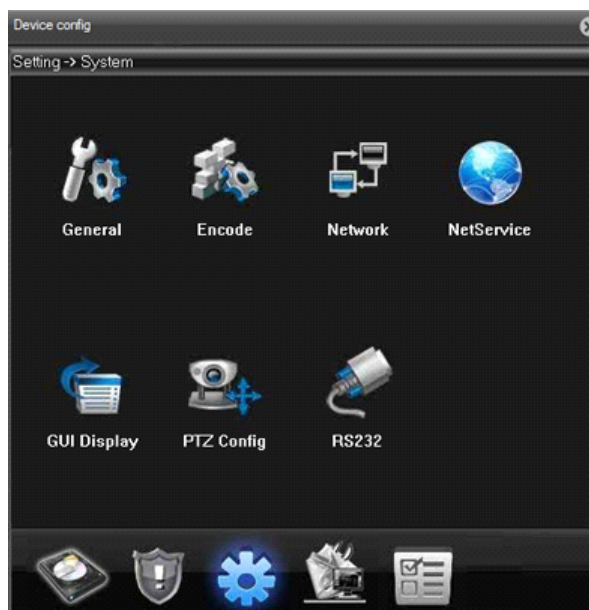 Device config
Setting -> System
General Encode Network NetService
GUI Display PTZ Config RS232